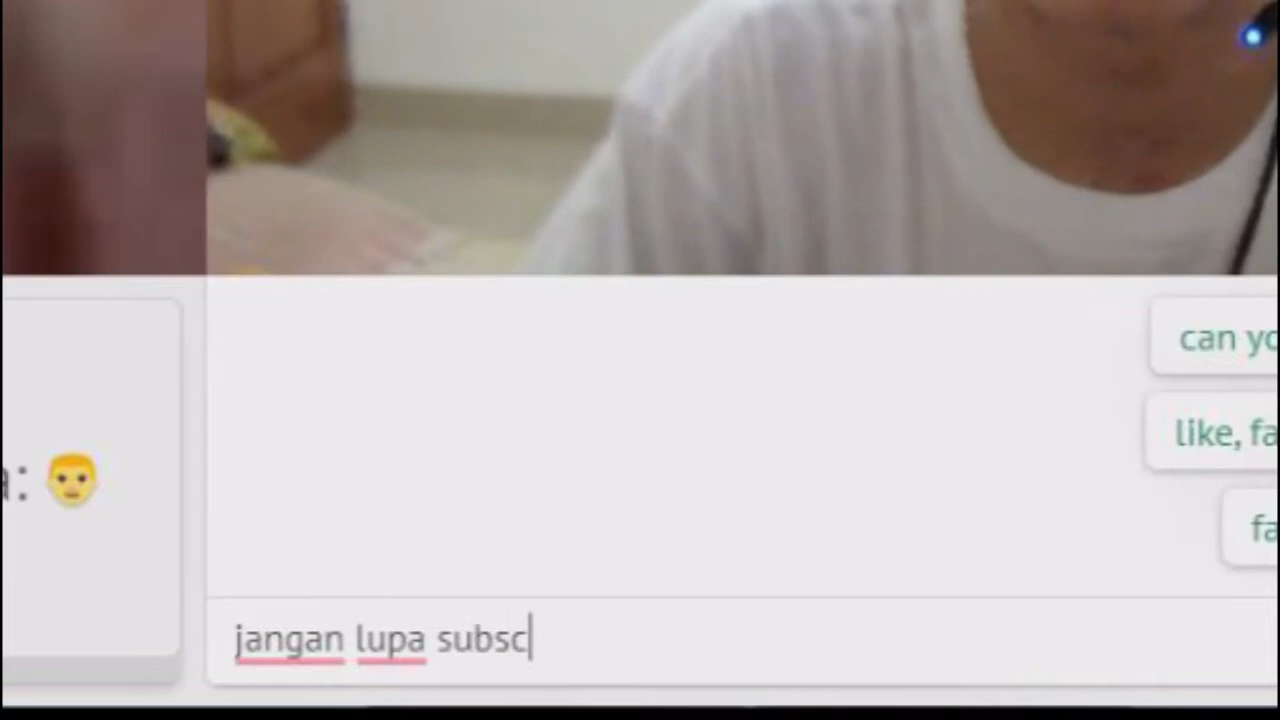 can yo
like, fa
a: 👨
fa
jangan lupa subsc